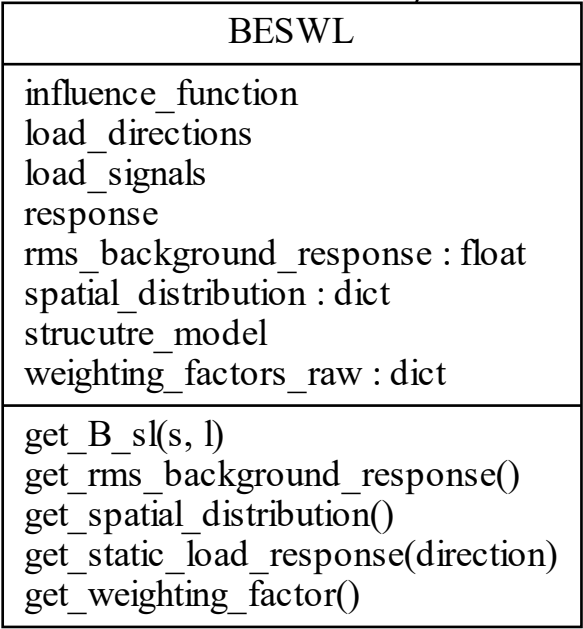 BESWL
influence_function
load_directions
load_signals
response
rms_background_response : float
spatial_distribution : dict
strucutre_model
weighting_factors_raw : dict
get_B_sl(s, l)
get_rms_background_response()
get_spatial_distribution()
get_static_load_response(direction)
get_weighting_factor()